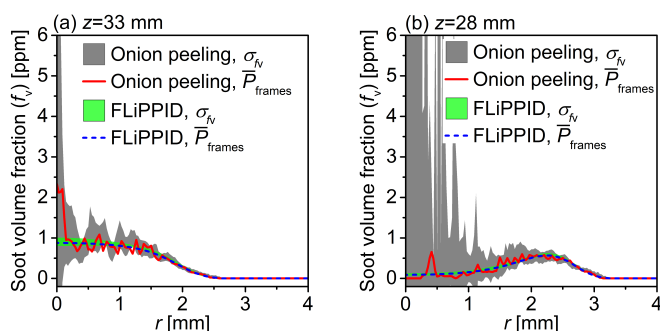 (a) z=33 mm
(b) z=28 mm
Soot volume fraction (fv) [ppm]
6
5
4
3
2
1
0
Onion peeling, σfv
Onion peeling, P̅frames
FLiPPID, σfv
FLiPPID, P̅frames
0 1 2 3 4
r [mm]
Soot volume fraction (fv) [ppm]
6
5
4
3
2
1
0
Onion peeling, σfv
Onion peeling, P̅frames
FLiPPID, σfv
FLiPPID, P̅frames
0 1 2 3 4
r [mm]